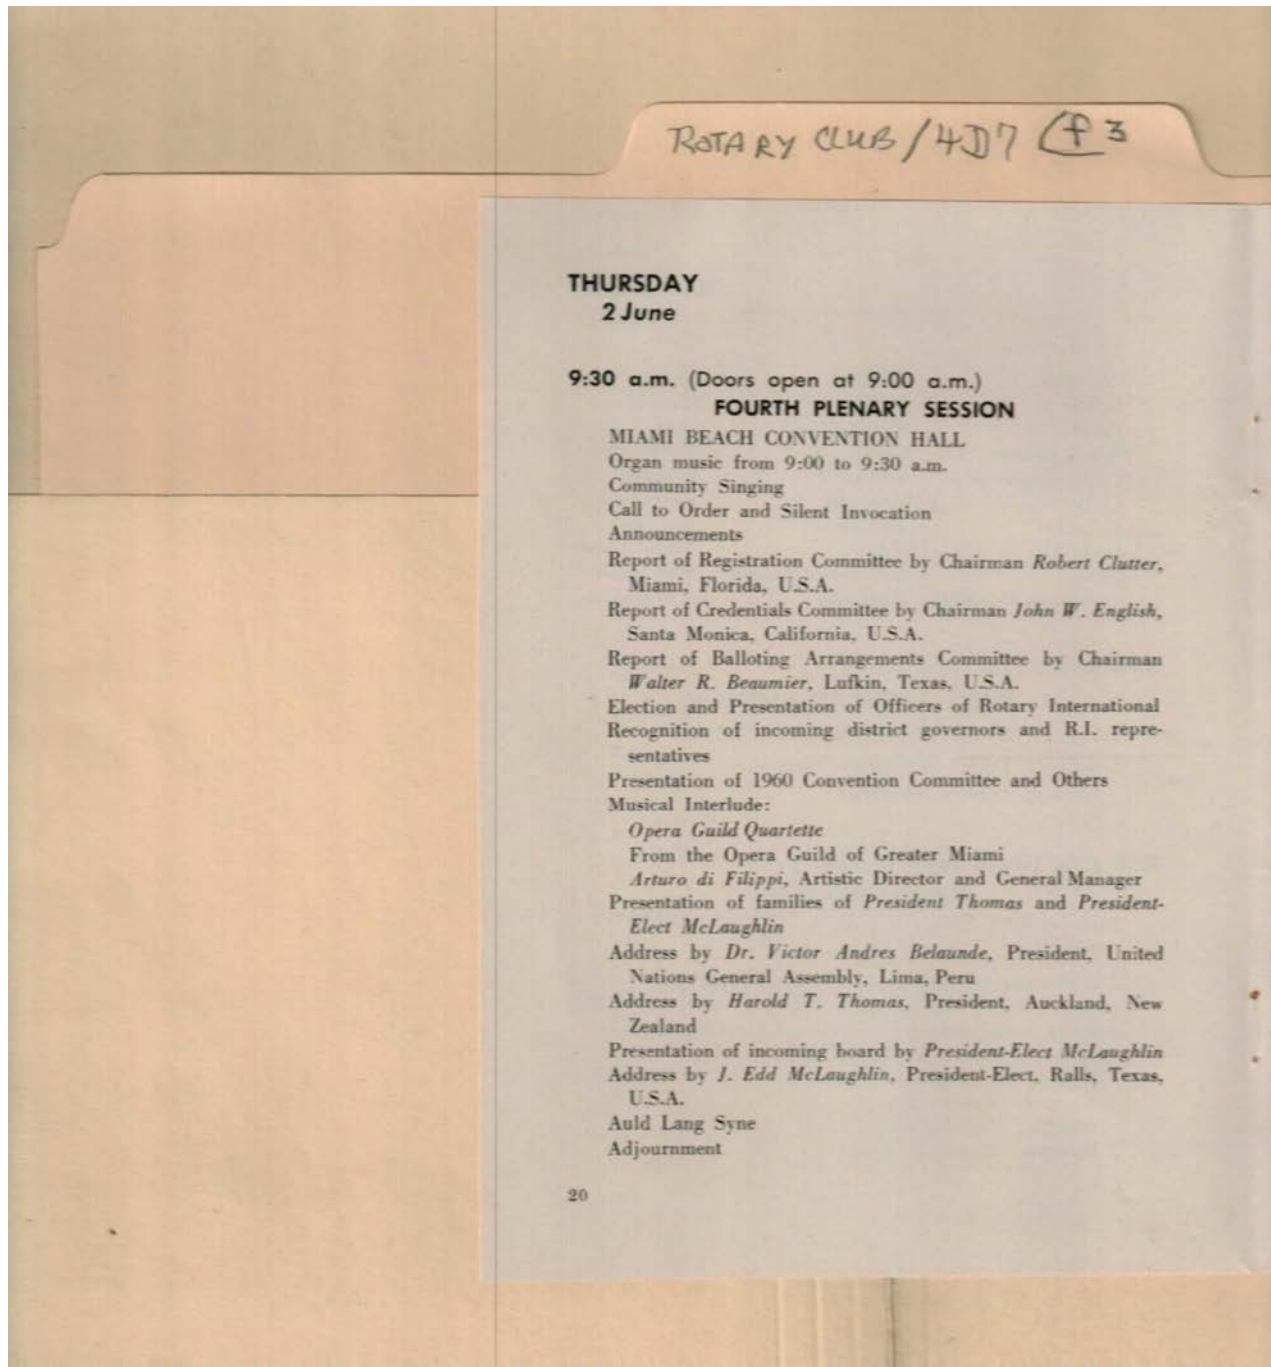 ROTARY CLUB/4D7 f3
THURSDAY
2 June
9:30 a.m. (Doors open at 9:00 a.m.)
FOURTH PLENARY SESSION
MIAMI BEACH CONVENTION HALL
Organ music from 9:00 to 9:30 a.m.
Community Singing
Call to Order and Silent Invocation
Announcements
Report of Registration Committee by Chairman Robert Clutter,
Miami, Florida, U.S.A.
Report of Credentials Committee by Chairman John W. English,
Santa Monica, California, U.S.A.
Report of Balloting Arrangements Committee by Chairman
Walter R. Beaumier, Lufkin, Texas, U.S.A.
Election and Presentation of Officers of Rotary International
Recognition of incoming district governors and R.I. repre-
sentatives
Presentation of 1960 Convention Committee and Others
Musical Interlude:
Opera Guild Quartette
From the Opera Guild of Greater Miami
Arturo di Filippi, Artistic Director and General Manager
Presentation of families of President Thomas and President-
Elect McLaughlin
Address by Dr. Victor Andres Belaunde, President, United
Nations General Assembly, Lima, Peru
Address by Harold T. Thomas, President, Auckland, New
Zealand
Presentation of incoming board by President-Elect McLaughlin
Address by J. Edd McLaughlin, President-Elect, Ralls, Texas,
U.S.A.
Auld Lang Syne
Adjournment
20